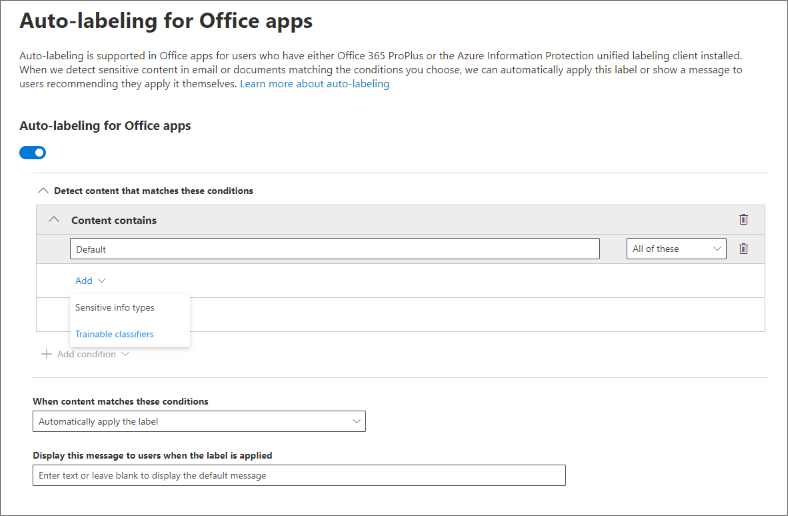 Auto-labeling for Office apps
Auto-labeling is supported in Office apps for users who have either Office 365 ProPlus or the Azure Information Protection unified labeling client installed.
When we detect sensitive content in email or documents matching the conditions you choose, we can automatically apply this label or show a message to
users recommending they apply it themselves. Learn more about auto-labeling
Auto-labeling for Office apps
Detect content that matches these conditions
Content contains
Default All of these
Add
Sensitive info types
Trainable classifiers
Add condition
When content matches these conditions
Automatically apply the label
Display this message to users when the label is applied
Enter text or leave blank to display the default message